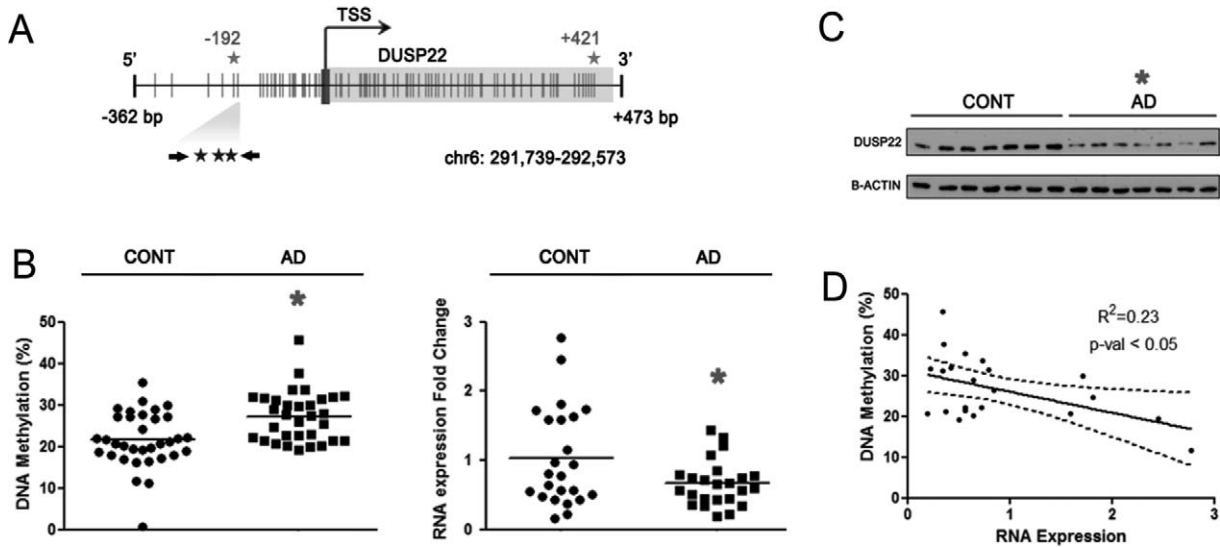 A
TSS
-192
DUSP22
+421
5'
3'
-362 bp
+473 bp
chr6: 291,739-292,573
C
*
CONT
AD
DUSP22
B-ACTIN
B
CONT
AD
*
DNA Methylation (%)
50
40
30
20
10
0
CONT
AD
*
RNA expression Fold Change
3
2
1
0
D
DNA Methylation (%)
50
40
30
20
10
0
R²=0.23
p-val < 0.05
0
1
2
3
RNA Expression